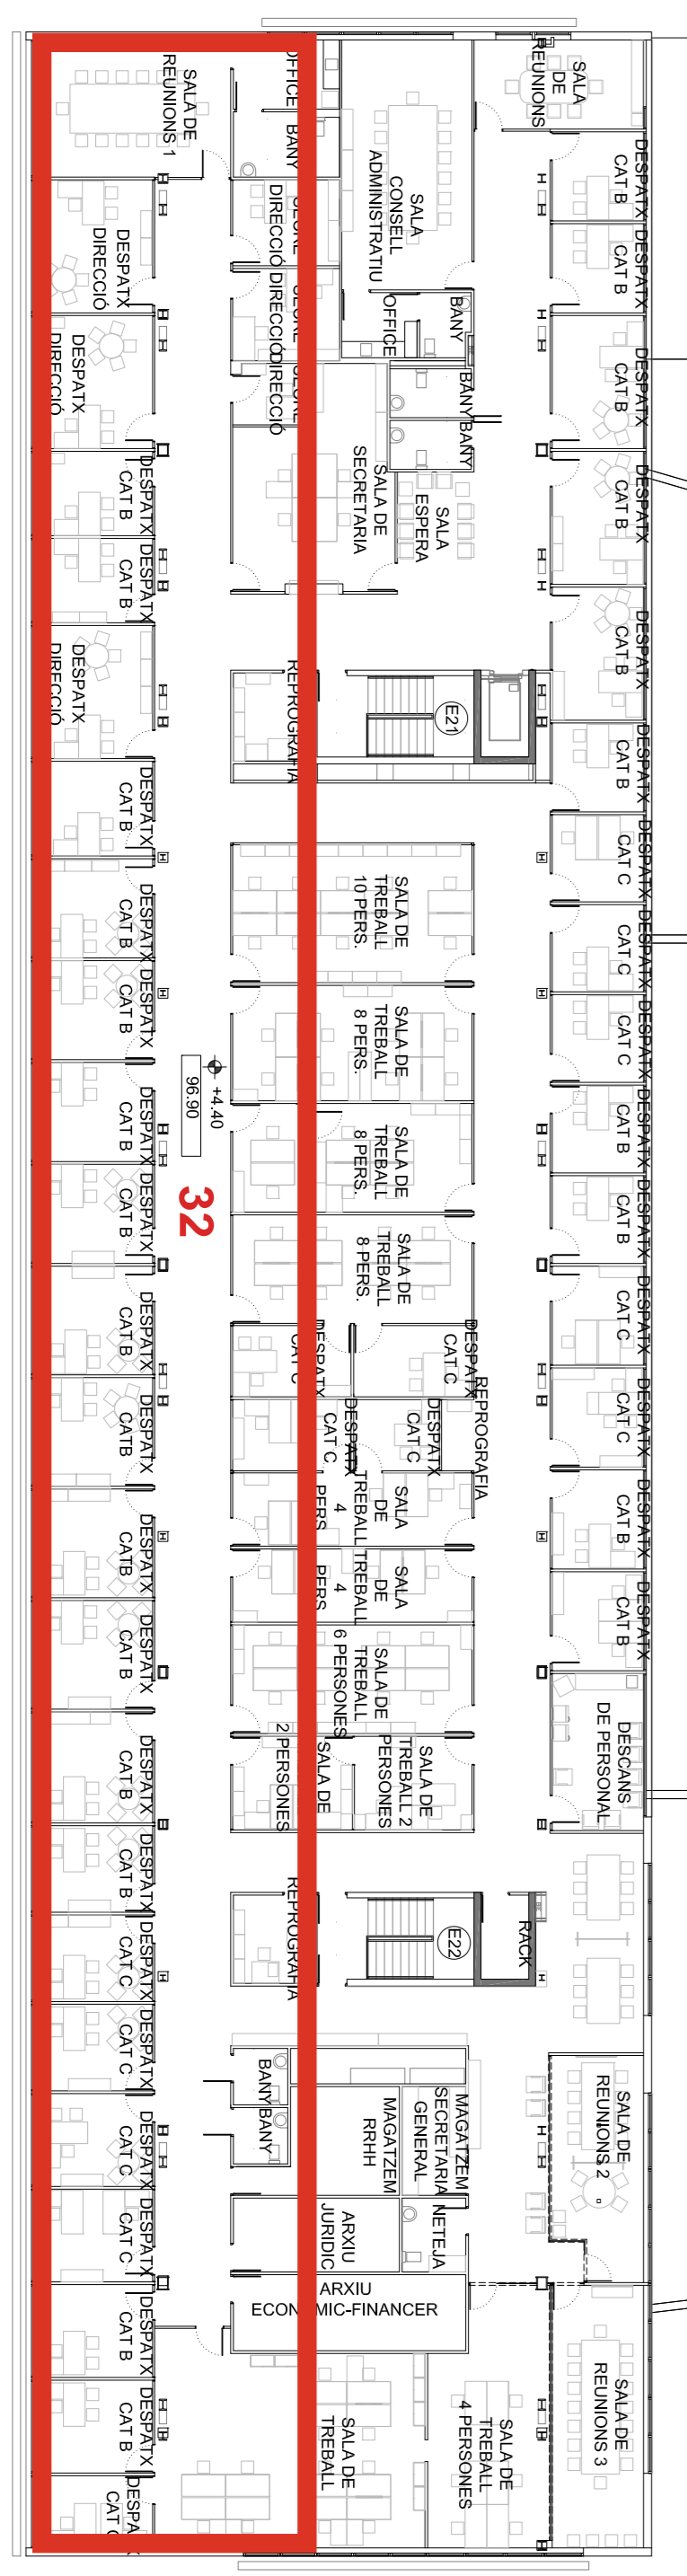 SALA DE
REUNIONS 1
OFFICE
BANY
SALA
CONSELL
ADMINISTRATIU
SALA
DE
REUNIONS
DESPATX
CAT B
DESPATX
CAT B
DESPATX
CAT B
DESPATX
CAT B
DESPATX
CAT B
DESPATX
CAT B
DESPATX
CAT C
DESPATX
CAT C
DESPATX
CAT C
DESPATX
CAT B
DESPATX
CAT B
DESPATX
CAT C
DESPATX
CAT C
DESPATX
CAT B
DESPATX
CAT B
DESCANS
DE PERSONAL
SALA DE
REUNIONS 2
SALA DE
REUNIONS 3
DIRECCIÓ
DIRECCIÓ
DIRECCIÓ
OFFICE
BANY
BANY
BANY
SALA DE
SECRETARIA
SALA
ESPERA
REPROGRAFIA
E21
SALA DE
TREBALL
10 PERS.
SALA DE
TREBALL
8 PERS.
SALA DE
TREBALL
8 PERS.
SALA DE
TREBALL
8 PERS.
DESPATX
CAT C
DESPATX
CAT C
REPROGRAFIA
DESPATX
CAT C
DESPATX
CAT C
SALA
DE
TREBALL
4
PERS
SALA
DE
TREBALL
4
PERS
SALA DE
TREBALL
6 PERSONES
SALA DE
2 PERSONES
SALA DE
TREBALL 2
PERSONES
REPROGRAFIA
E22
RACK
BANY
BANY
MAGATZEM
RRHH
MAGATZEM
SECRETARIA
GENERAL
ARXIU
JURIDIC
NETEJA
ARXIU
ECONOMIC-FINANCER
SALA DE
TREBALL
SALA DE
TREBALL
4 PERSONES
DESPATX
DIRECCIÓ
DESPATX
DIRECCIÓ
DESPATX
CAT B
DESPATX
CAT B
DESPATX
DIRECCIÓ
DESPATX
CAT B
DESPATX
CAT B
DESPATX
CAT B
DESPATX
CAT B
DESPATX
CAT B
DESPATX
CAT B
DESPATX
CATB
DESPATX
CATB
DESPATX
CAT B
DESPATX
CAT B
DESPATX
CAT B
DESPATX
CAT C
DESPATX
CAT C
DESPATX
CAT C
DESPATX
CAT C
DESPATX
CAT B
DESPATX
CAT B
+4.40
96.90
32